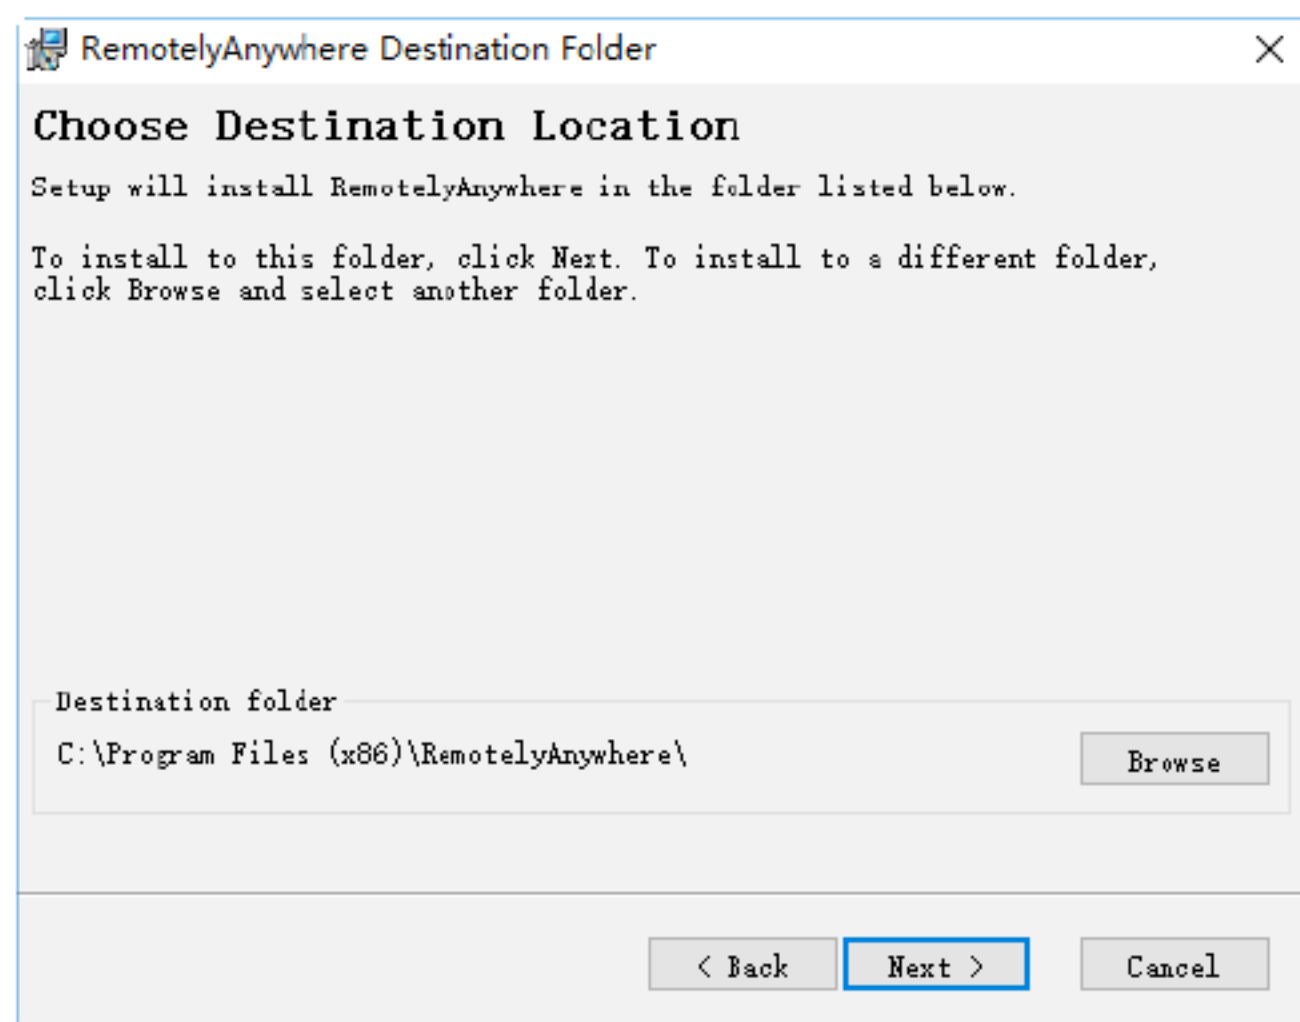 RemotelyAnywhere Destination Folder
Choose Destination Location
Setup will install RemotelyAnywhere in the folder listed below.
To install to this folder, click Next. To install to a different folder,
click Browse and select another folder.
Destination folder
C:\Program Files (x86)\RemotelyAnywhere\
Browse
< Back
Next >
Cancel